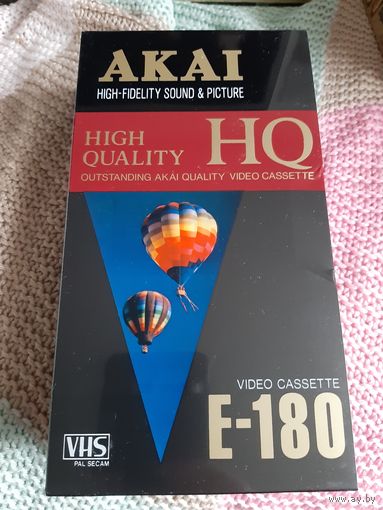 AKAI
HIGH-FIDELITY SOUND & PICTURE
HIGH QUALITY HQ
OUTSTANDING AKAI QUALITY VIDEO CASSETTE
VIDEO CASSETTE
E-180
VHS
PAL SECAM
www.ay.by